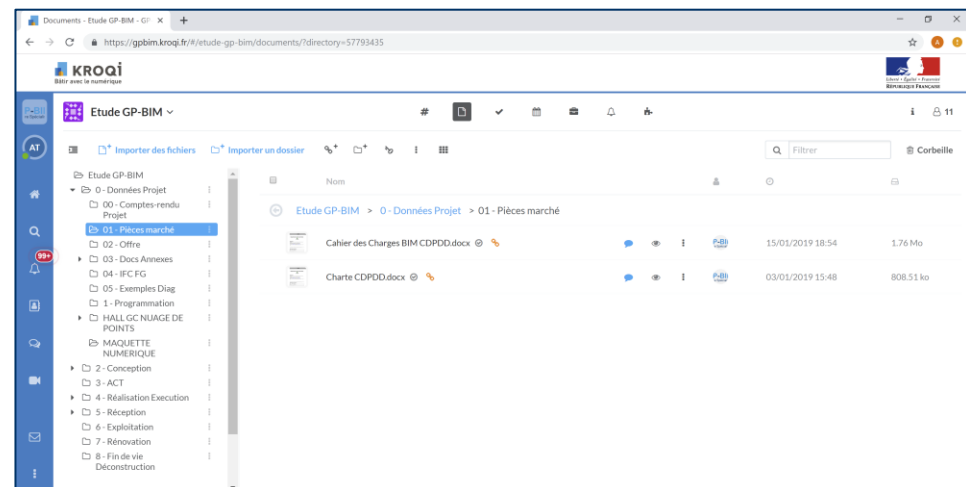 Documents - Etude GP-BIM - GP
https://gpbim.kroqi.fr/#/etude-gp-bim/documents/?directory=57793435
KROQi
Bâtir avec le numérique
Liberté • Égalité • Fraternité
RÉPUBLIQUE FRANÇAISE
Etude GP-BIM
#
i
11
AT
Importer des fichiers
Importer un dossier
Filtrer
Corbeille
Etude GP-BIM
0 - Données Projet
00 - Comptes-rendu
Projet
01 - Pièces marché
02 - Offre
03 - Docs Annexes
04 - IFC FG
05 - Exemples Diag
1 - Programmation
HALL GC NUAGE DE
POINTS
MAQUETTE
NUMERIQUE
2 - Conception
3 - ACT
4 - Réalisation Execution
5 - Réception
6 - Exploitation
7 - Rénovation
8 - Fin de vie
Déconstruction
99+
Nom
Etude GP-BIM > 0 - Données Projet > 01 - Pièces marché
Cahier des Charges BIM CDPDD.docx
15/01/2019 18:54
1.76 Mo
Charte CDPDD.docx
03/01/2019 15:48
808.51 ko